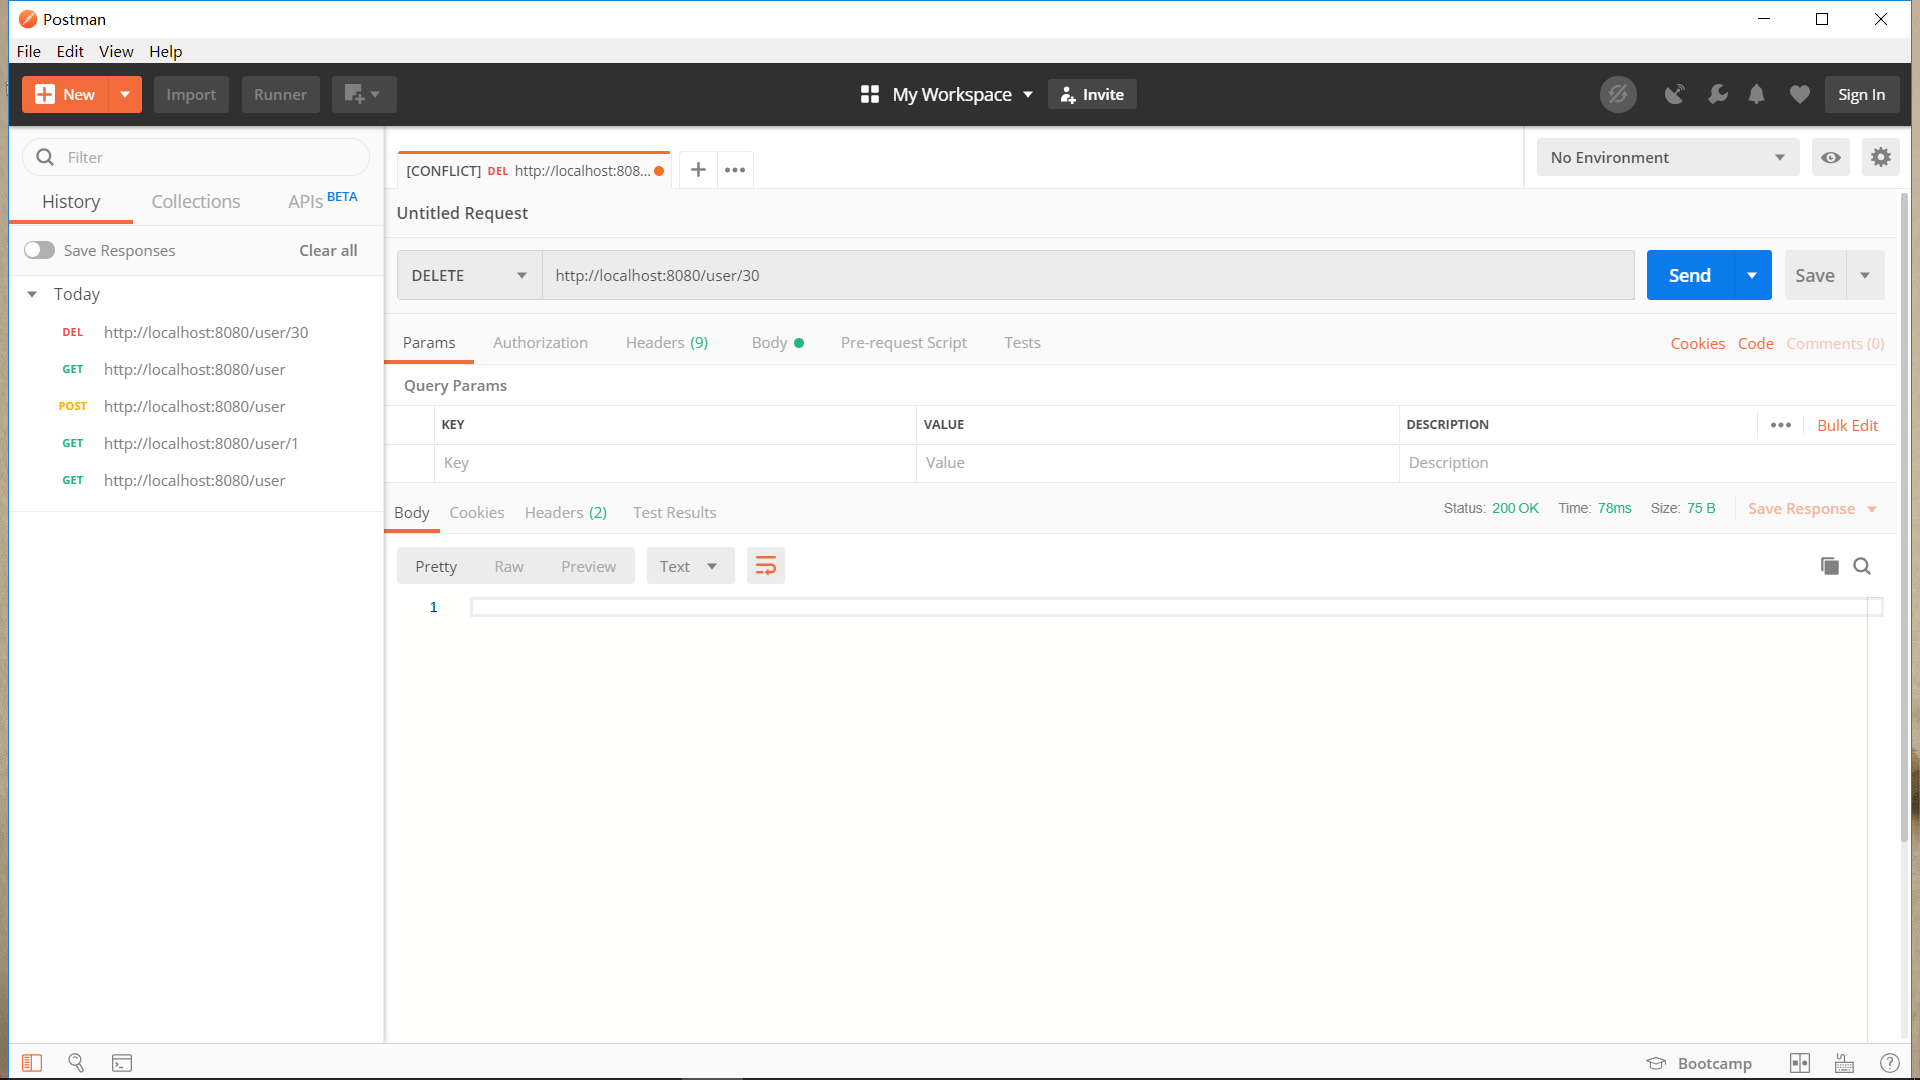 Postman
File Edit View Help
New Import Runner My Workspace Invite Sign In
Filter
History Collections APIs BETA
Save Responses Clear all
Today
DEL http://localhost:8080/user/30
GET http://localhost:8080/user
POST http://localhost:8080/user
GET http://localhost:8080/user/1
GET http://localhost:8080/user
[CONFLICT] DEL http://localhost:808... + •••
No Environment
Untitled Request
DELETE http://localhost:8080/user/30 Send Save
Params Authorization Headers (9) Body Pre-request Script Tests Cookies Code Comments (0)
Query Params
KEY VALUE DESCRIPTION ••• Bulk Edit
Key Value Description
Body Cookies Headers (2) Test Results Status: 200 OK Time: 78ms Size: 75 B Save Response
Pretty Raw Preview Text
1
Bootcamp